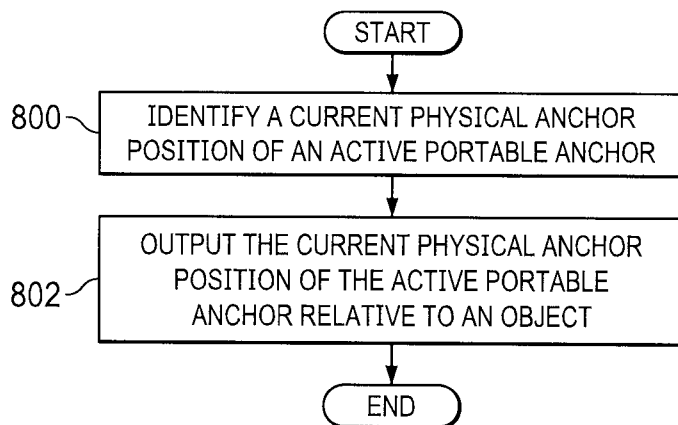 START
800
IDENTIFY A CURRENT PHYSICAL ANCHOR
POSITION OF AN ACTIVE PORTABLE ANCHOR
802
OUTPUT THE CURRENT PHYSICAL ANCHOR
POSITION OF THE ACTIVE PORTABLE
ANCHOR RELATIVE TO AN OBJECT
END